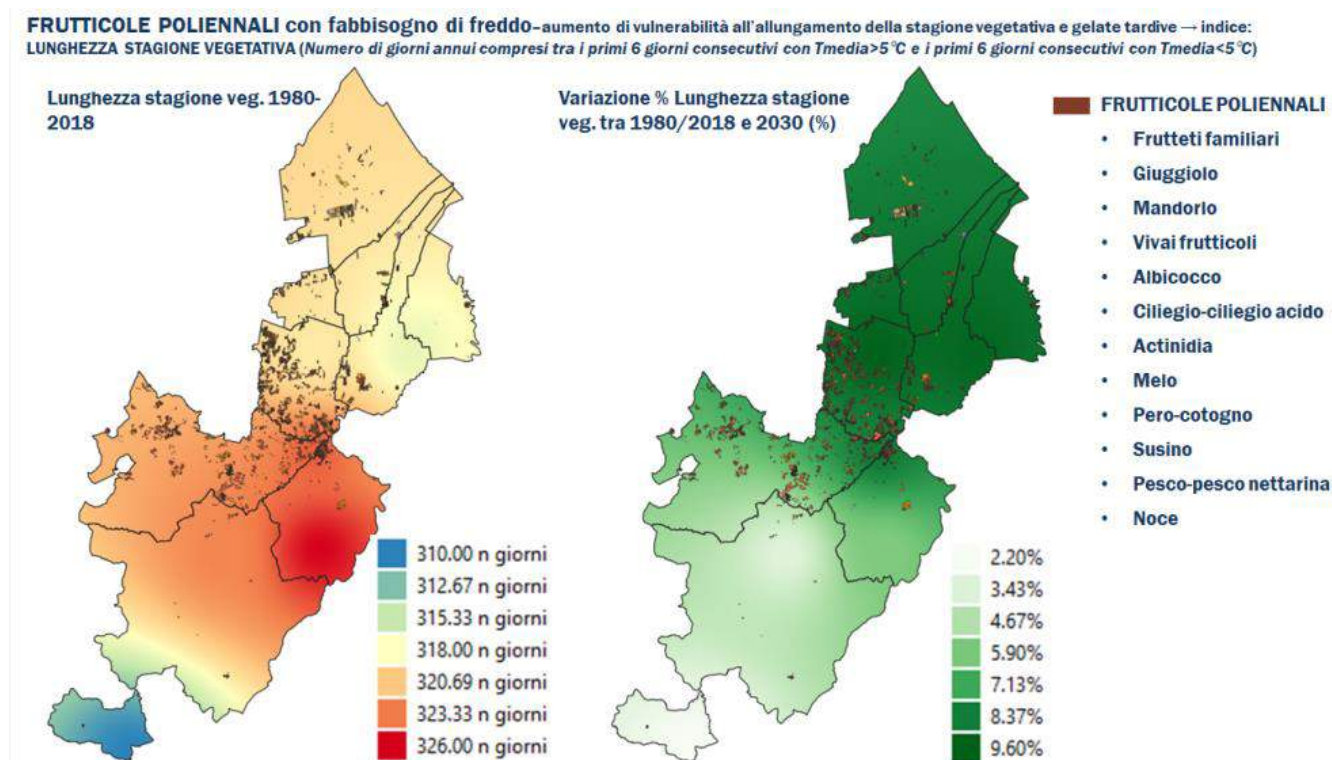 FRUTTICOLE POLIENNALI con fabbisogno di freddo–aumento di vulnerabilità all'allungamento della stagione vegetativa e gelate tardive → indice:
LUNGHEZZA STAGIONE VEGETATIVA (Numero di giorni annui compresi tra i primi 6 giorni consecutivi con Tmedia>5°C e i primi 6 giorni consecutivi con Tmedia<5°C)
Lunghezza stagione veg. 1980-
2018
310.00 n giorni
312.67 n giorni
315.33 n giorni
318.00 n giorni
320.69 n giorni
323.33 n giorni
326.00 n giorni
Variazione % Lunghezza stagione
veg. tra 1980/2018 e 2030 (%)
2.20%
3.43%
4.67%
5.90%
7.13%
8.37%
9.60%
FRUTTICOLE POLIENNALI
• Frutteti familiari
• Giuggiolo
• Mandorlo
• Vivai frutticoli
• Albicocco
• Ciliegio-ciliegio acido
• Actinidia
• Melo
• Pero-cotogno
• Susino
• Pesco-pesco nettarina
• Noce